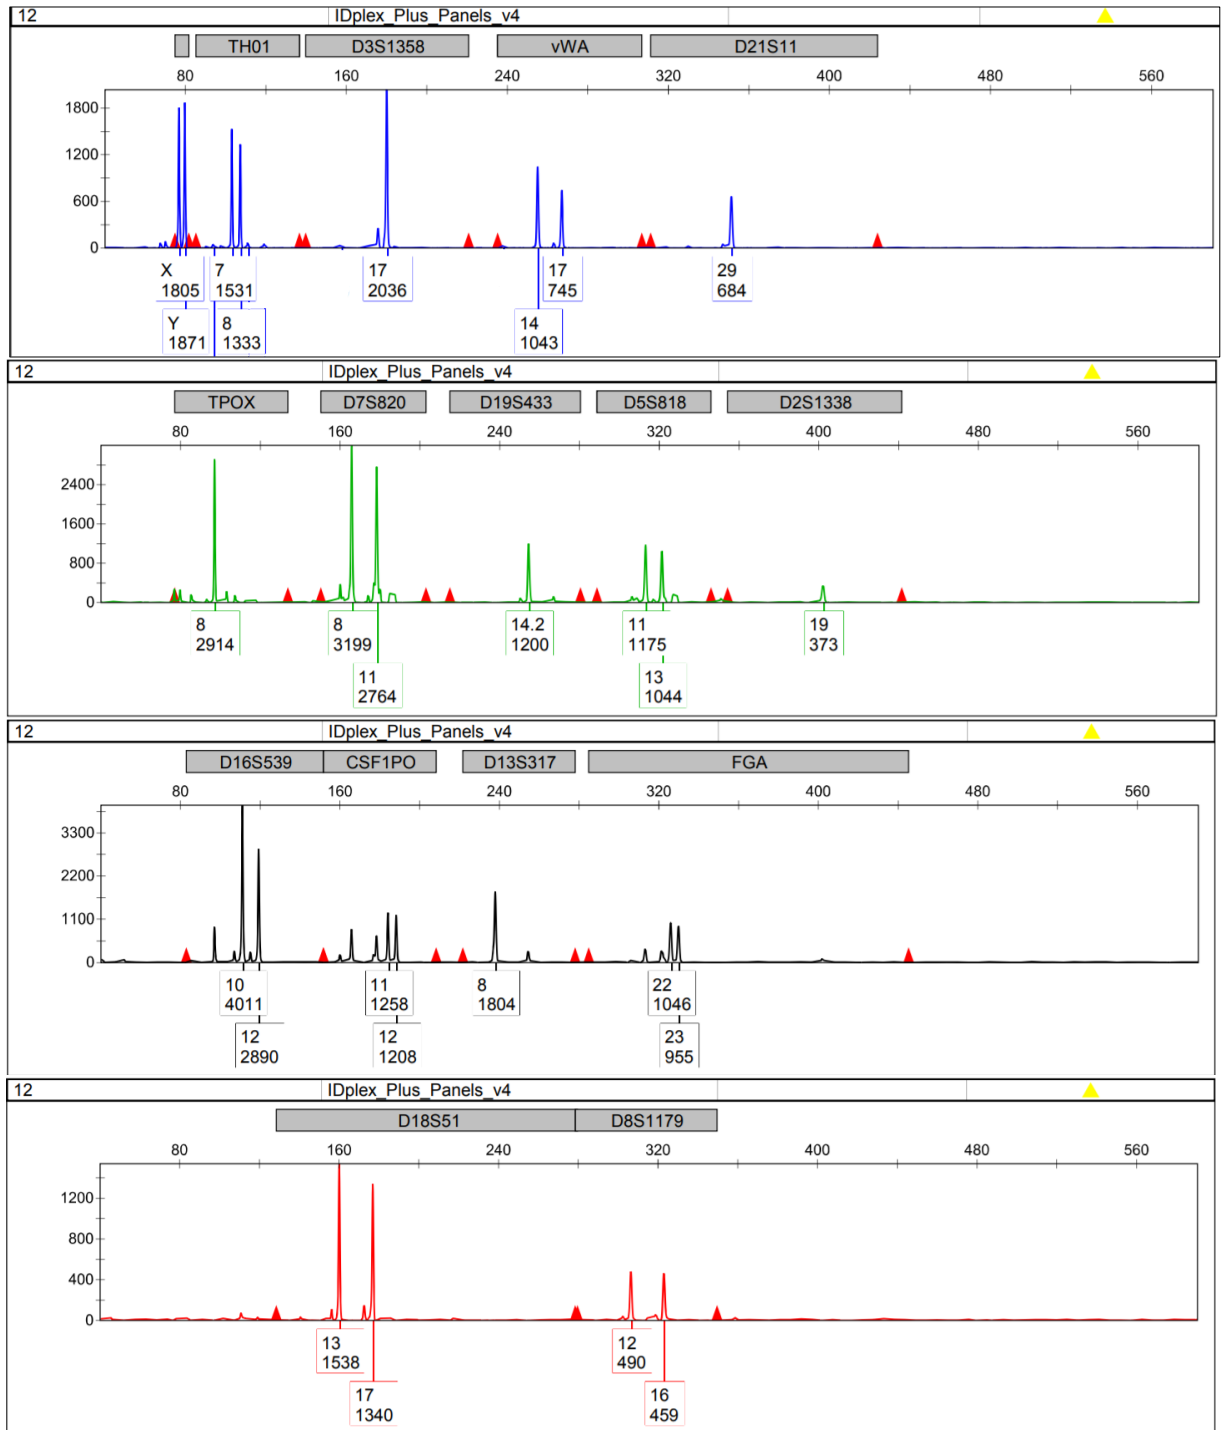 12 IDplex_Plus_Panels_v4
TH01 D3S1358 vWA D21S11
80 160 240 320 400 480 560
1800
1200
600
0
X 7 17 17 29
1805 1531 2036 745 684
Y 8 14
1871 1333 1043
12 IDplex_Plus_Panels_v4
TPOX D7S820 D19S433 D5S818 D2S1338
80 160 240 320 400 480 560
2400
1600
800
0
8 8 14.2 11 19
2914 3199 1200 1175 373
11 13
2764 1044
12 IDplex_Plus_Panels_v4
D16S539 CSF1PO D13S317 FGA
80 160 240 320 400 480 560
3300
2200
1100
0
10 11 8 22
4011 1258 1804 1046
12 12 23
2890 1208 955
12 IDplex_Plus_Panels_v4
D18S51 D8S1179
80 160 240 320 400 480 560
1200
800
400
0
13 12
1538 490
17 16
1340 459